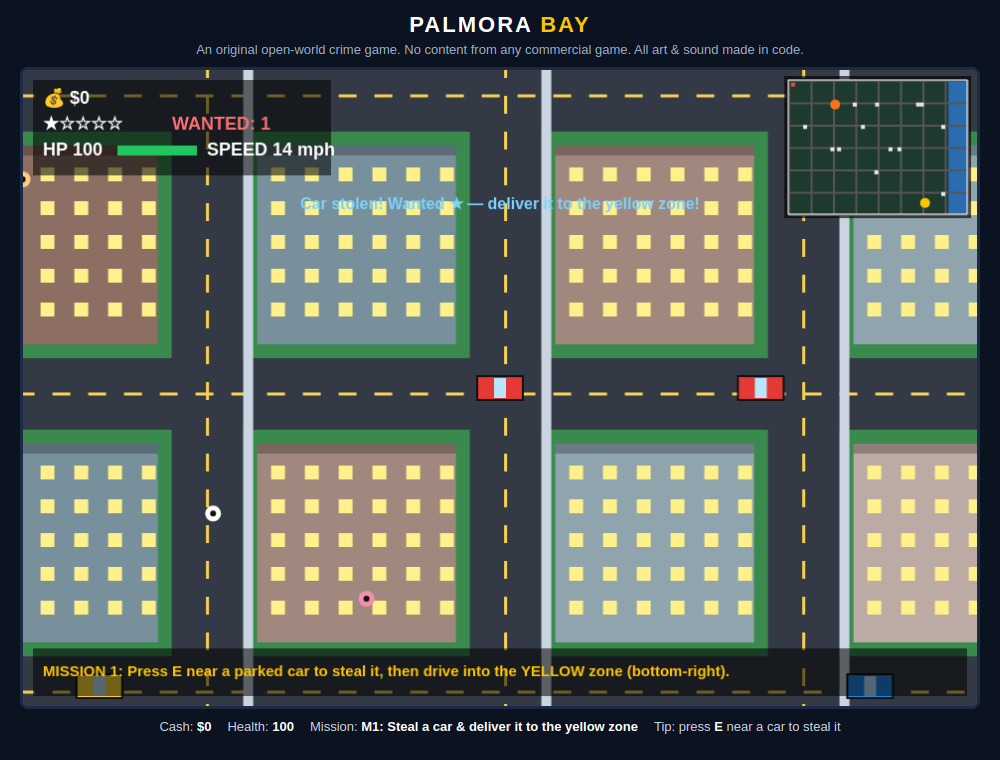 PALMORA BAY
An original open-world crime game. No content from any commercial game. All art & sound made in code.
💰 $0
★☆☆☆☆ WANTED: 1
HP 100 SPEED 14 mph
Car stolen! Wanted ★ — deliver it to the yellow zone!
MISSION 1: Press E near a parked car to steal it, then drive into the YELLOW zone (bottom-right).
Cash: $0 Health: 100 Mission: M1: Steal a car & deliver it to the yellow zone Tip: press E near a car to steal it